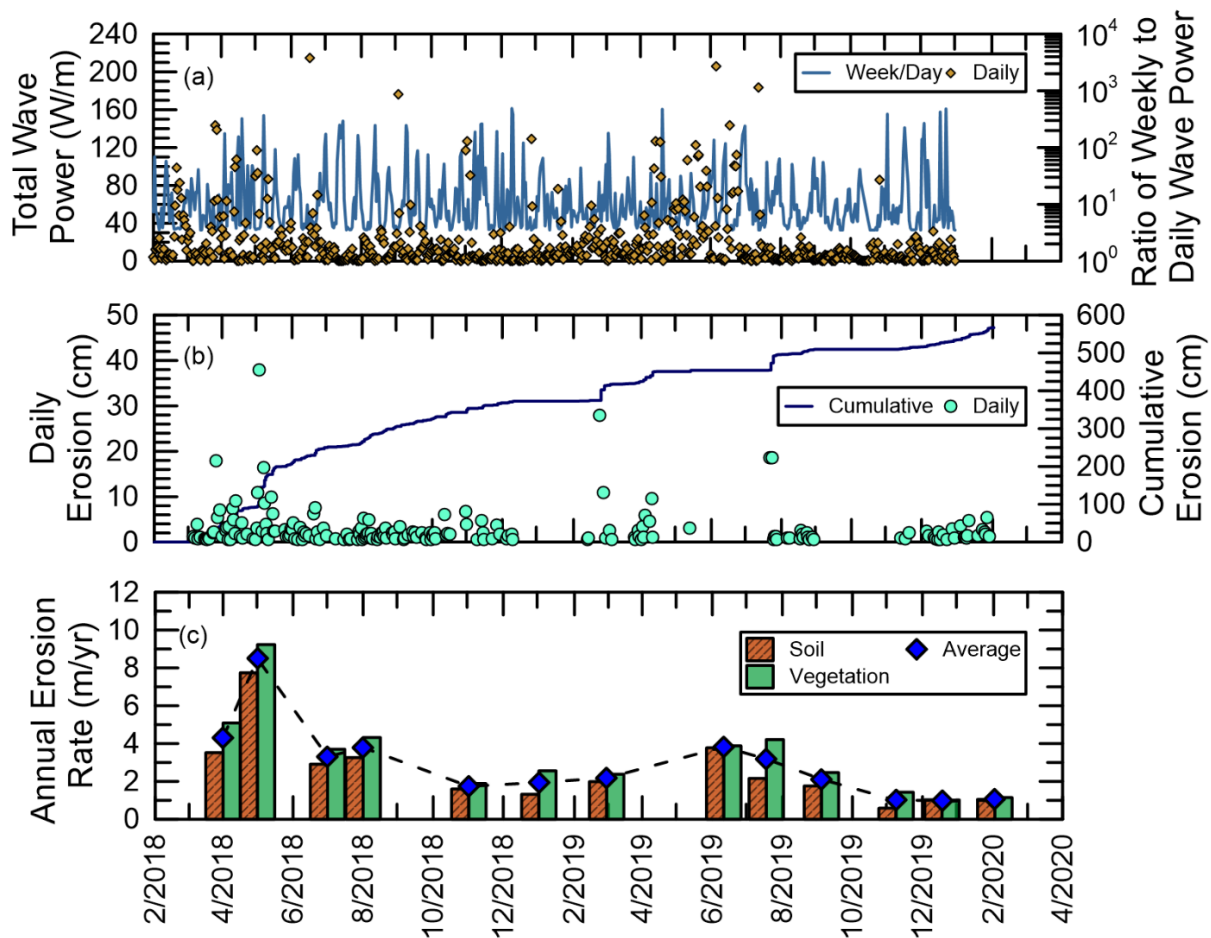 Total Wave
Power (W/m)
240
200
160
120
80
40
0
(a)
Week/Day
Daily
10^4
10^3
10^2
10^1
10^0
Ratio of Weekly to
Daily Wave Power
Daily
Erosion (cm)
50
40
30
20
10
0
(b)
Cumulative
Daily
600
500
400
300
200
100
0
Cumulative
Erosion (cm)
Annual Erosion
Rate (m/yr)
12
10
8
6
4
2
0
(c)
Soil
Average
Vegetation
2/2018
4/2018
6/2018
8/2018
10/2018
12/2018
2/2019
4/2019
6/2019
8/2019
10/2019
12/2019
2/2020
4/2020